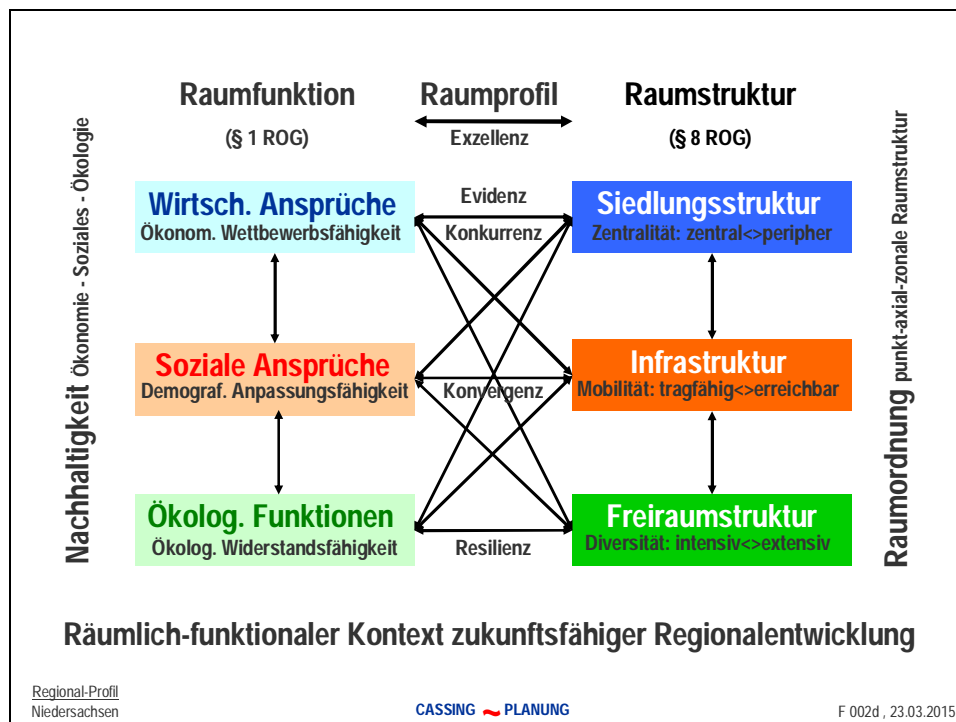 Raumfunktion
(§ 1 ROG)
Raumprofil
Exzellenz
Raumstruktur
(§ 8 ROG)
Nachhaltigkeit Ökonomie - Soziales - Ökologie
Wirtsch. Ansprüche
Ökonom. Wettbewerbsfähigkeit
Evidenz
Konkurrenz
Siedlungsstruktur
Zentralität: zentral<>peripher
Soziale Ansprüche
Demograf. Anpassungsfähigkeit
Konvergenz
Infrastruktur
Mobilität: tragfähig<>erreichbar
Ökolog. Funktionen
Ökolog. Widerstandsfähigkeit
Resilienz
Freiraumstruktur
Diversität: intensiv<>extensiv
Raumordnung punkt-axial-zonale Raumstruktur
Räumlich-funktionaler Kontext zukunftsfähiger Regionalentwicklung
Regional-Profil
Niedersachsen
CASSING ~ PLANUNG
F 002d , 23.03.2015